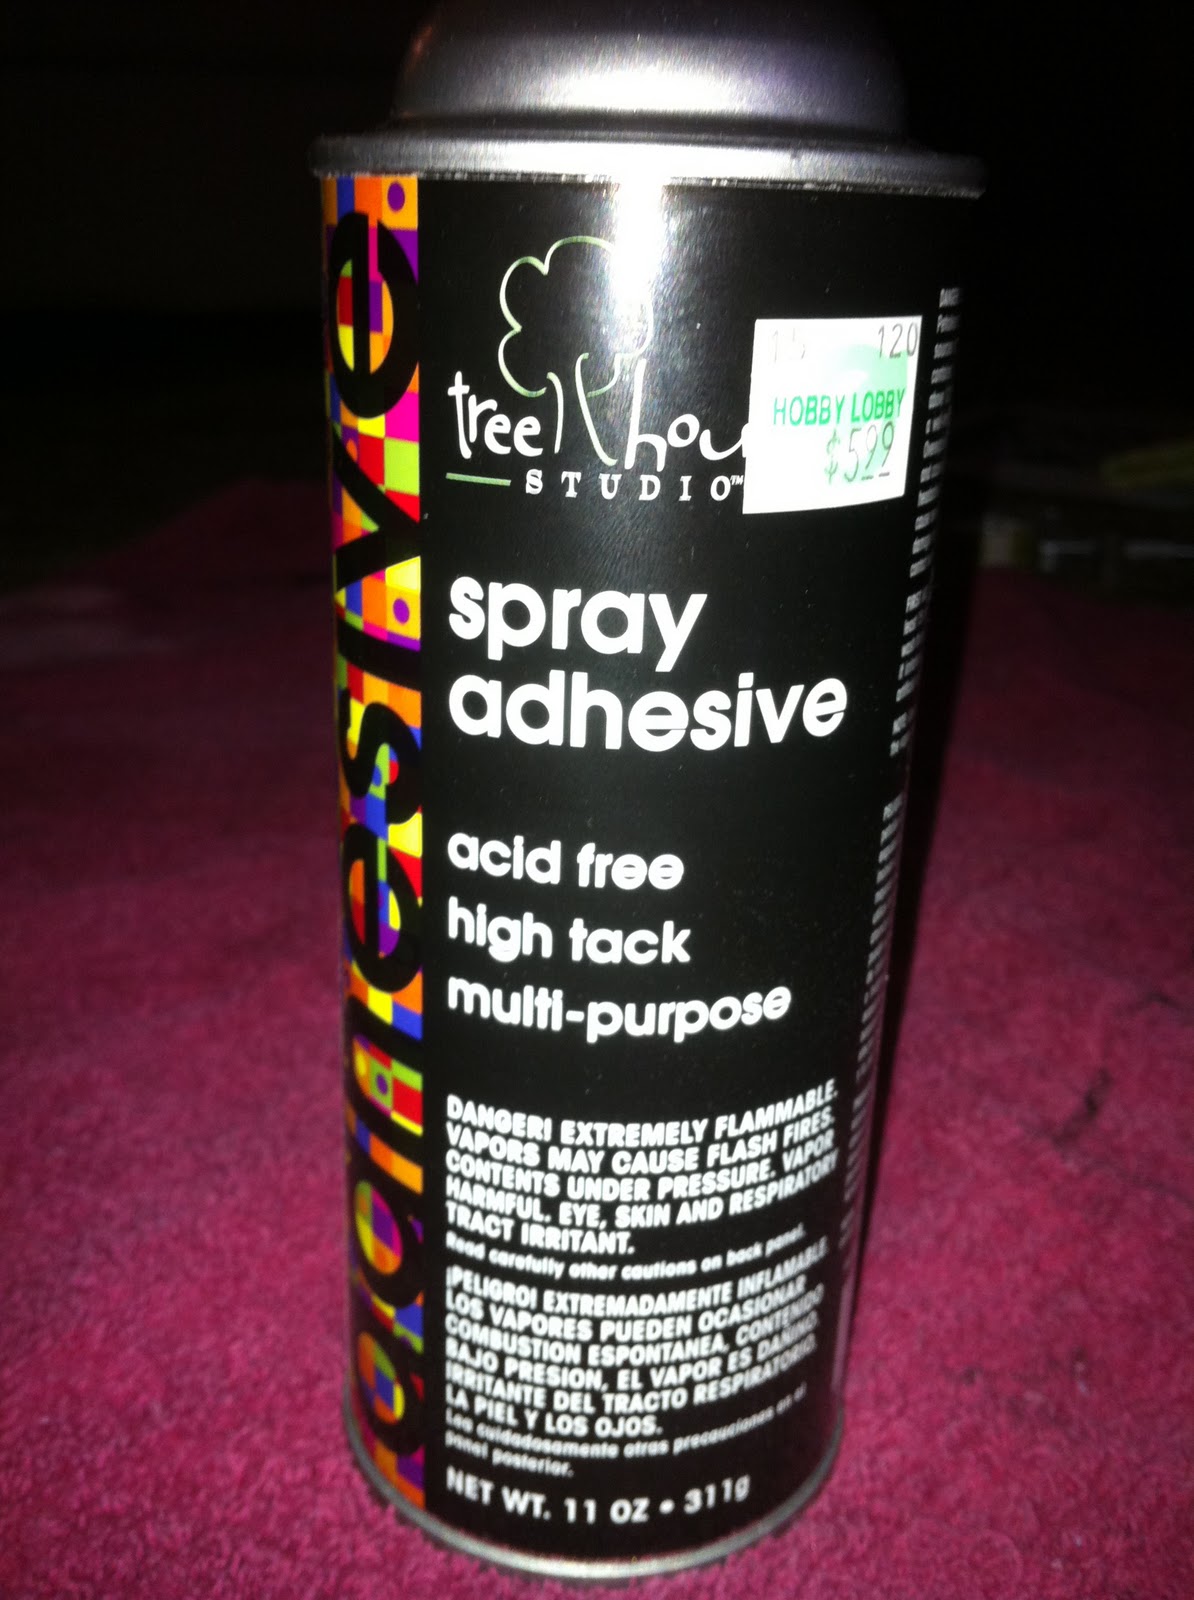 adhesive
tree hou
STUDIO™
15 120
HOBBY LOBBY
$5.99
spray
adhesive
acid free
high tack
multi-purpose
DANGER! EXTREMELY FLAMMABLE.
VAPORS MAY CAUSE FLASH FIRES.
CONTENTS UNDER PRESSURE. VAPOR
HARMFUL. EYE, SKIN AND RESPIRATORY
TRACT IRRITANT.
Read carefully other cautions on back panel.
¡PELIGRO! EXTREMADAMENTE INFLAMABLE.
LOS VAPORES PUEDEN OCASIONAR
COMBUSTION ESPONTANEA. CONTENIDO
BAJO PRESION, EL VAPOR ES DAÑINO.
IRRITANTE DEL TRACTO RESPIRATORIO,
LA PIEL Y LOS OJOS.
Lea cuidadosamente otras precauciones en el
panel posterior.
NET WT. 11 OZ • 311g